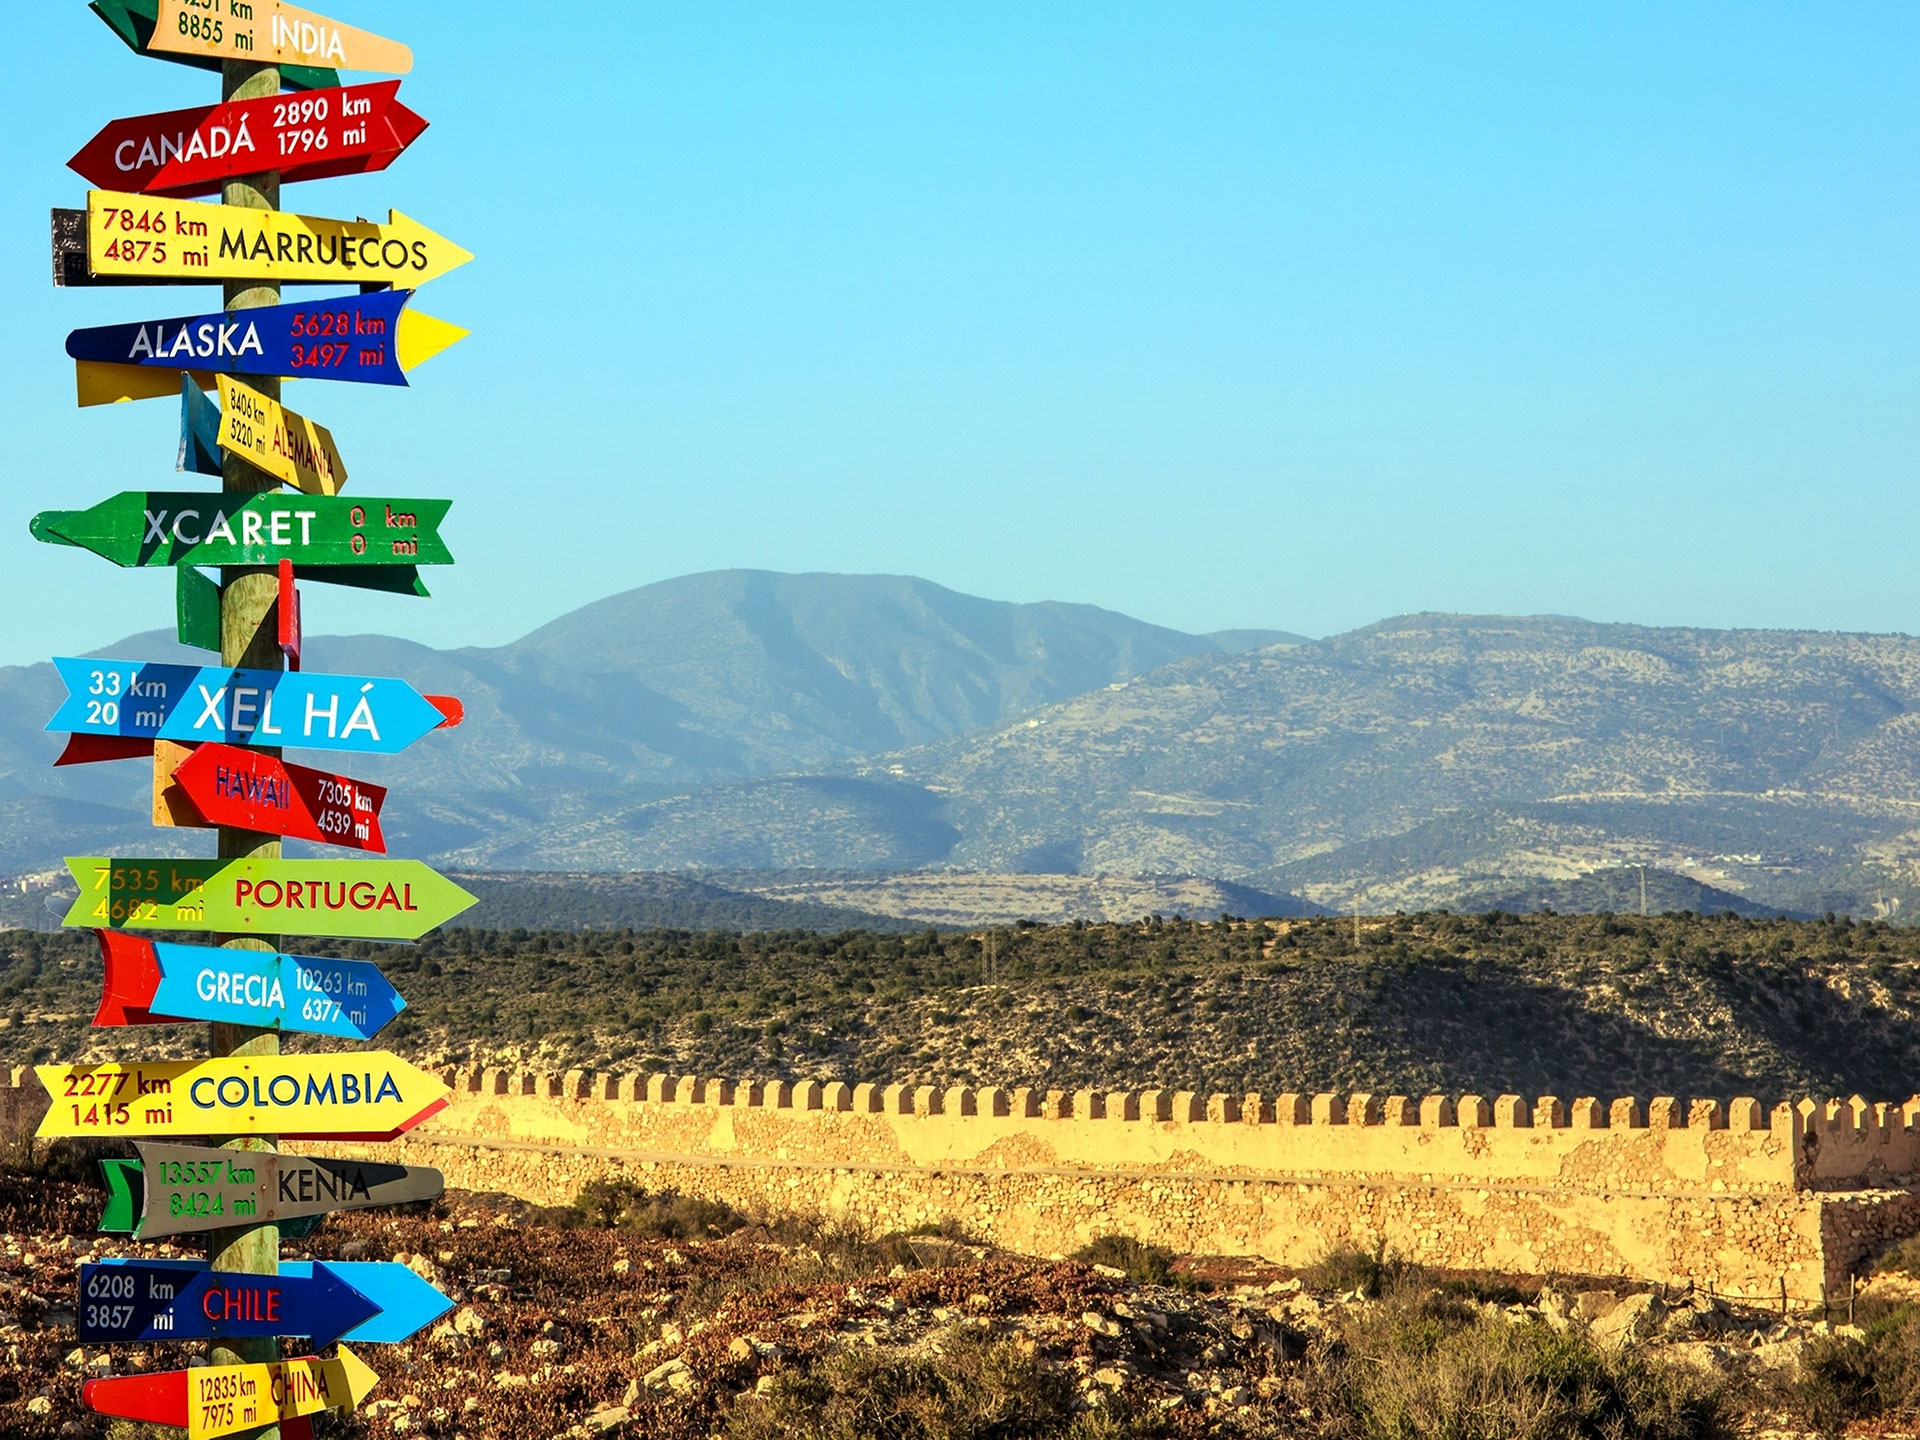 8855 mi INDIA
CANADÁ 2890 km
1796 mi
7846 km MARRUECOS
4875 mi
ALASKA 5628 km
3497 mi
8406 km ALEMANIA
5220 mi
XCARET 0 km
0 mi
33 km XEL HÁ
20 mi
HAWAII 7305 km
4539 mi
7535 km PORTUGAL
4682 mi
GRECIA 10263 km
6377 mi
2277 km COLOMBIA
1415 mi
13557 km KENIA
8424 mi
6208 km CHILE
3857 mi
12835 km CHINA
7975 mi